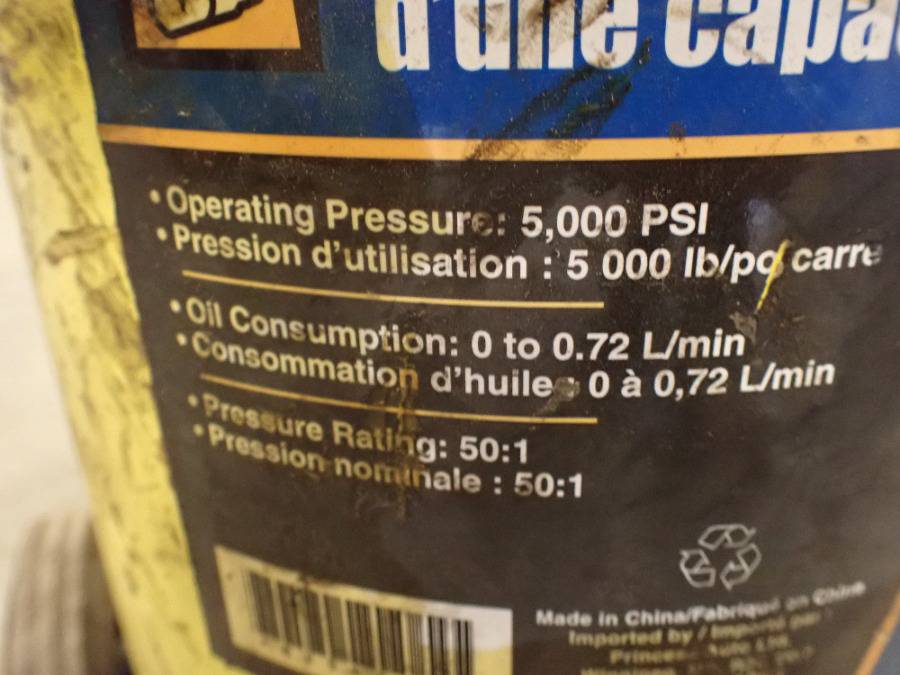 d'une capa
• Operating Pressure: 5,000 PSI
• Pression d'utilisation : 5 000 lb/po carré
• Oil Consumption: 0 to 0.72 L/min
• Consommation d'huile : 0 à 0,72 L/min
• Pressure Rating: 50:1
• Pression nominale : 50:1
Made in China/Fabriqué en Chine
Imported by / Importé par
Princess Auto Ltd.